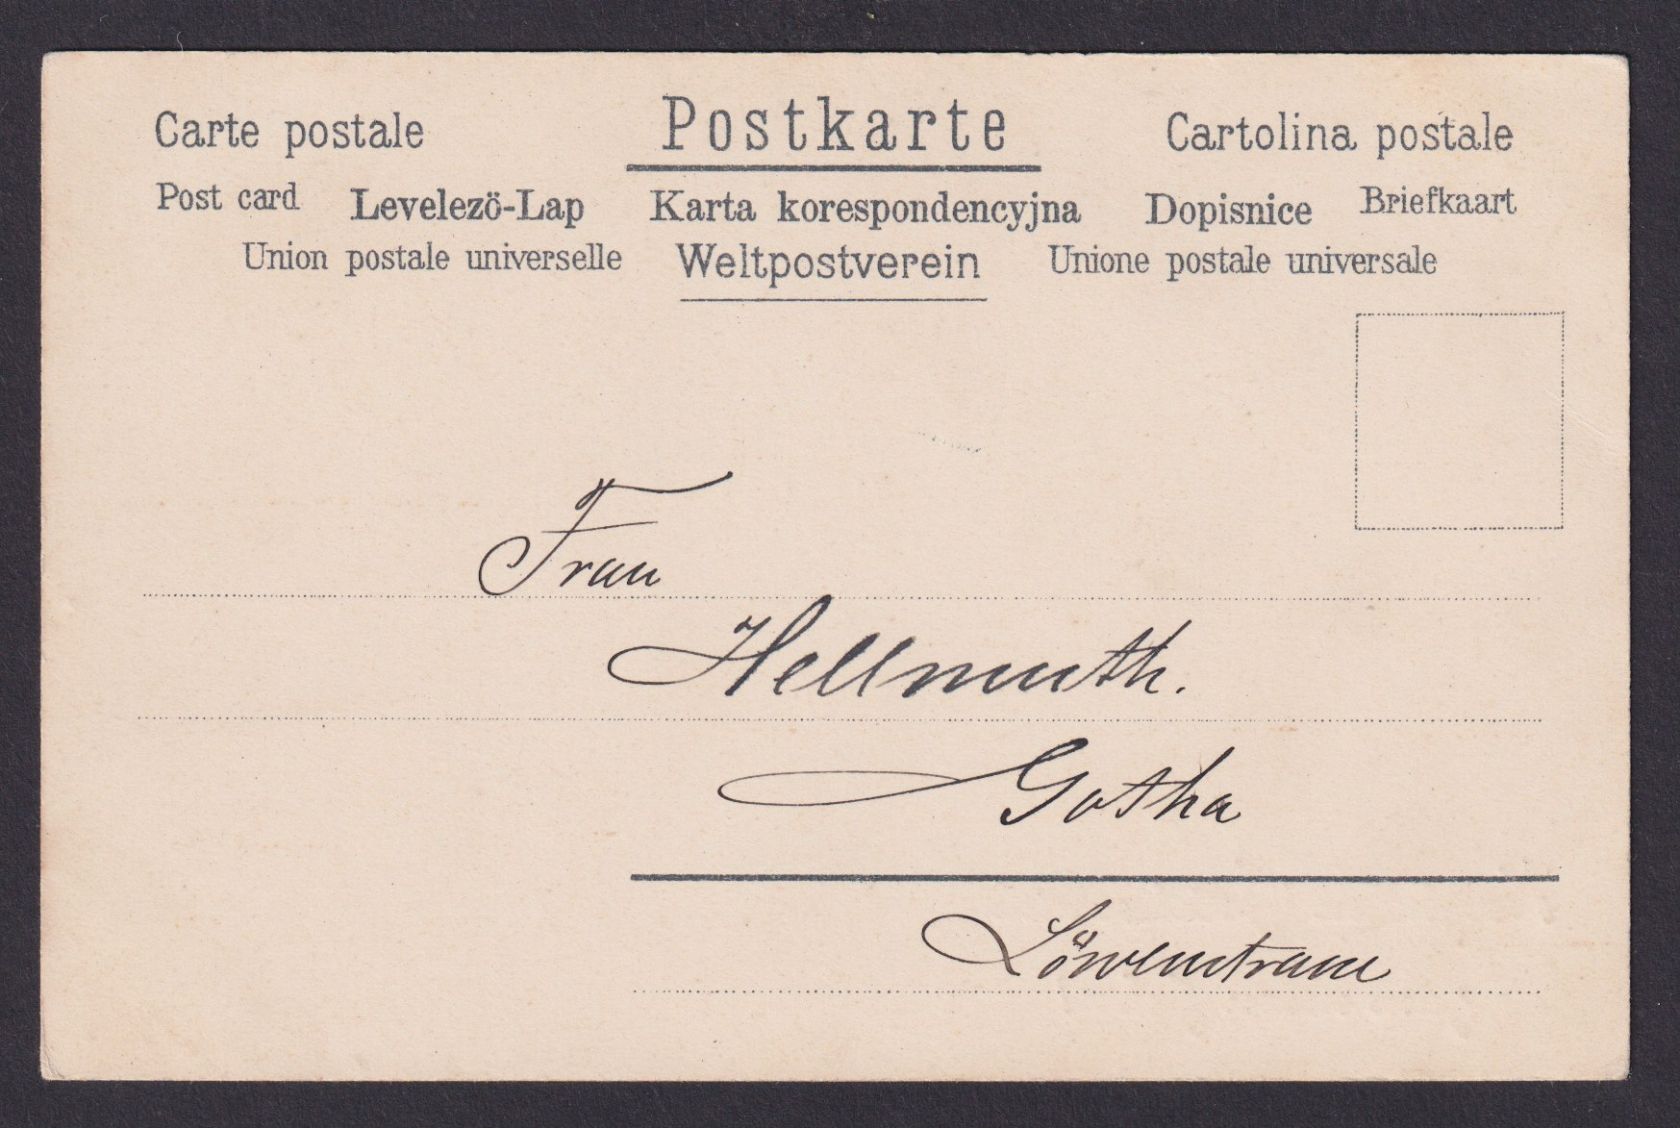 Carte postale Postkarte Cartolina postale
Post card Levelezö-Lap Karta korespondencyjna Dopisnice Briefkaart
Union postale universelle Weltpostverein Unione postale universale
Frau
Hellmuth.
Gotha